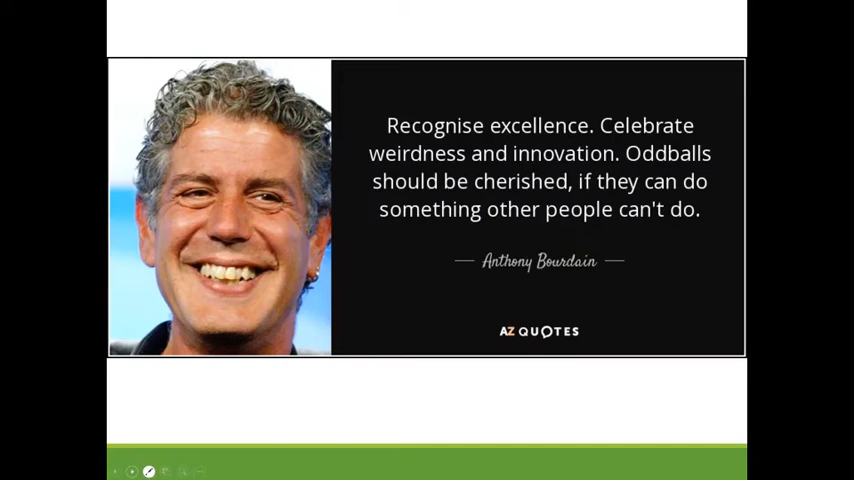 Recognise excellence. Celebrate
weirdness and innovation. Oddballs
should be cherished, if they can do
something other people can't do.
Anthony Bourdain
AZ QUOTES